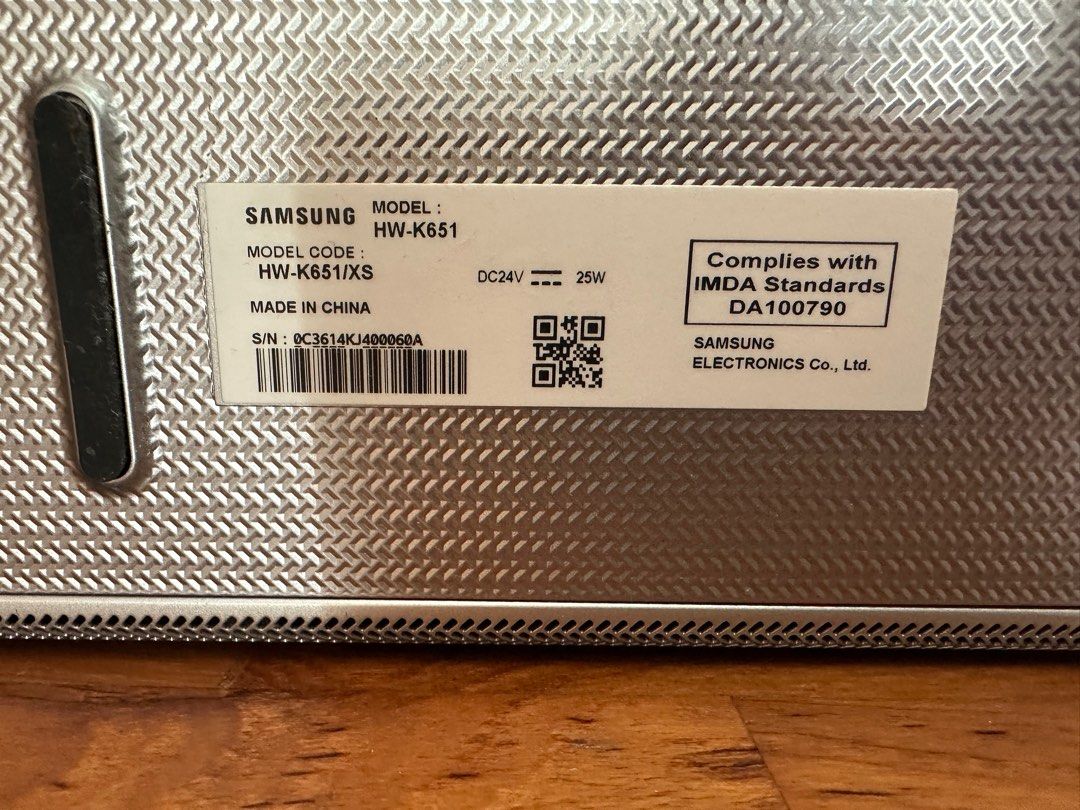 SAMSUNG
MODEL :
HW-K651
MODEL CODE :
HW-K651/XS
MADE IN CHINA
S/N : 0C3614KJ400060A
DC24V 25W
Complies with
IMDA Standards
DA100790
SAMSUNG
ELECTRONICS Co., Ltd.